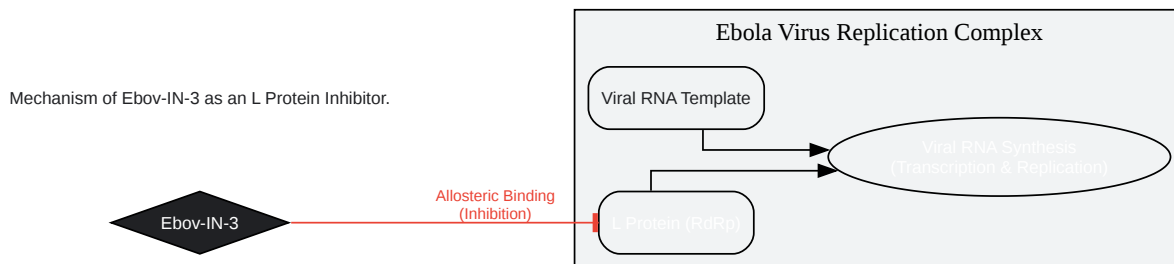 Ebola Virus Replication Complex
Mechanism of Ebov-IN-3 as an L Protein Inhibitor.
Viral RNA Template
Viral RNA Synthesis
(Transcription & Replication)
Allosteric Binding
(Inhibition)
Ebov-IN-3
L Protein (RdRp)